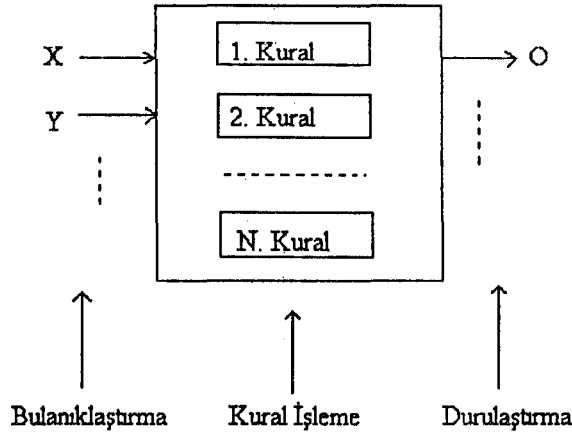 X
1. Kural
O
Y
2. Kural
N. Kural
Bulanıklaştırma
Kural İşleme
Durulaştırma